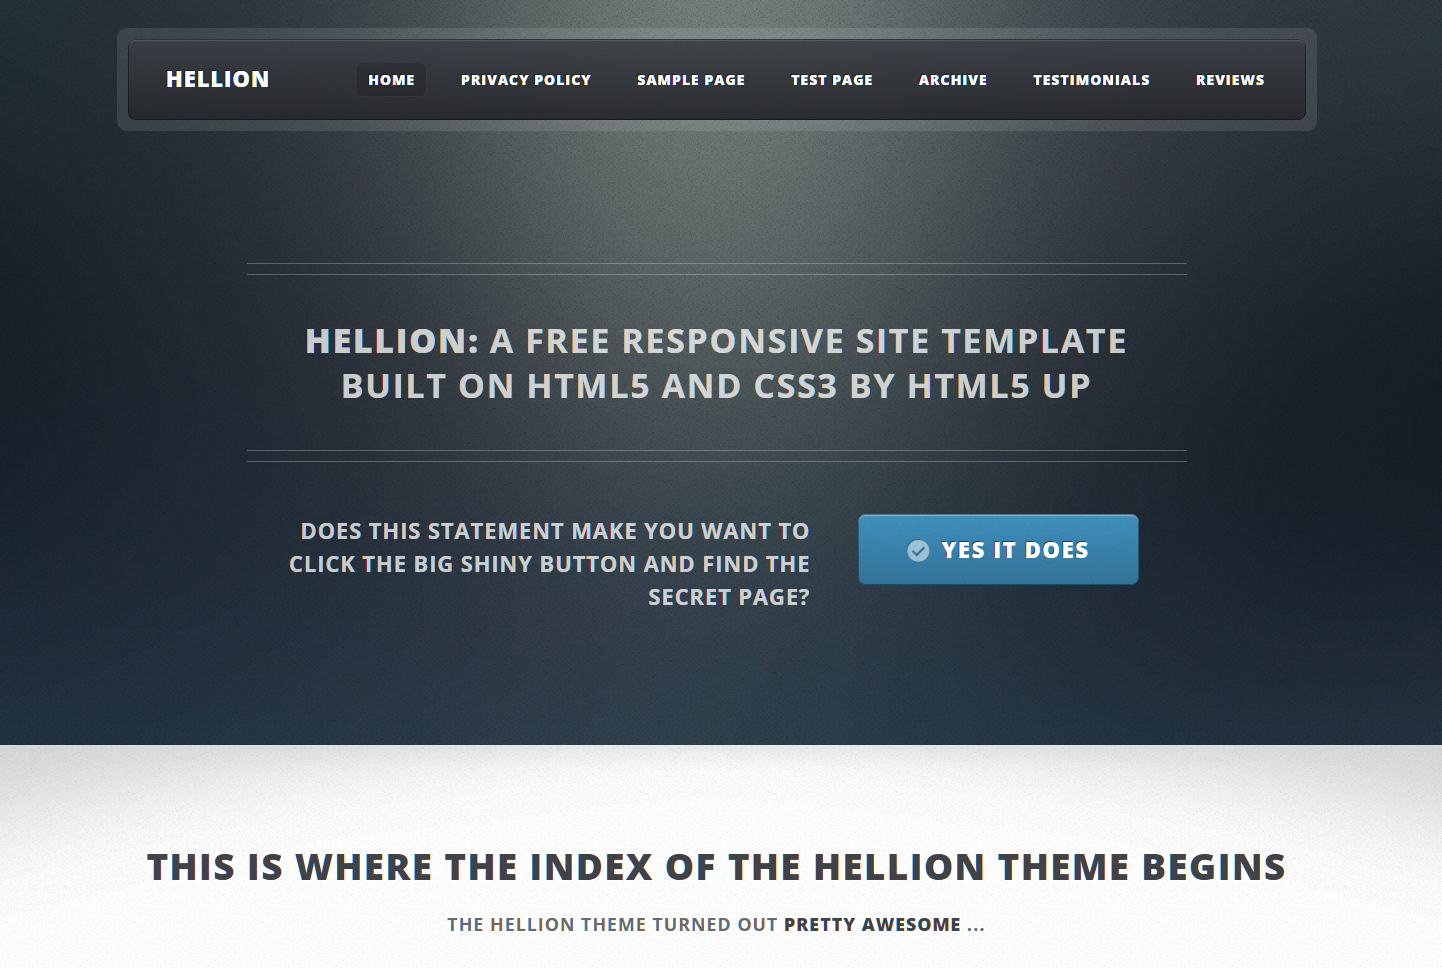 HELLION
HOME PRIVACY POLICY SAMPLE PAGE TEST PAGE ARCHIVE TESTIMONIALS REVIEWS
HELLION: A FREE RESPONSIVE SITE TEMPLATE
BUILT ON HTML5 AND CSS3 BY HTML5 UP
DOES THIS STATEMENT MAKE YOU WANT TO
CLICK THE BIG SHINY BUTTON AND FIND THE
SECRET PAGE?
YES IT DOES
THIS IS WHERE THE INDEX OF THE HELLION THEME BEGINS
THE HELLION THEME TURNED OUT PRETTY AWESOME ...